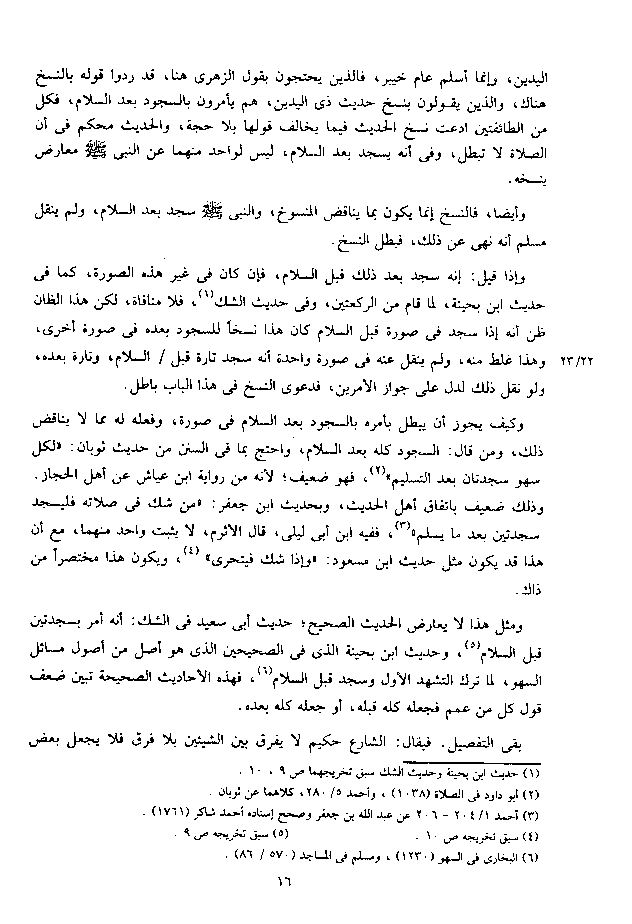 اليدين، وإنما أسلم عام خيبر، فالذين يحتجون بقول الزهرى هنا، قد ردوا قوله بالنسخ
هناك، والذين يقولون بنسخ حديث ذى اليدين، هم يأمرون بالسجود بعد السلام، فكل
من الطائفتين ادعت نسخ الحديث فيما يخالف قولها بلا حجة، والحديث محكم فى أن
الصلاة لا تبطل، وفى أنه يسجد بعد السلام، ليس لواحد منهما عن النبى ﷺ معارض
ينسخه.
وأيضا، فالنسخ إنما يكون بما يناقض المنسوخ، والنبى ﷺ سجد بعد السلام، ولم ينقل
مسلم أنه نهى عن ذلك، فبطل النسخ.
وإذا قيل: إنه سجد بعد ذلك قبل السلام، فإن كان فى غير هذه الصورة، كما فى
حديث ابن بحينة، لما قام من الركعتين، وفى حديث الشك(١)، فلا منافاة، لكن هذا الظان
ظن أنه إذا سجد فى صورة قبل السلام كان هذا نسخاً للسجود بعده فى صورة أخرى،
٢٣/٢٢ وهذا غلط منه، ولم ينقل عنه فى صورة واحدة أنه سجد تارة قبل / السلام، وتارة بعده،
ولو نقل ذلك لدل على جواز الأمرين، فدعوى النسخ فى هذا الباب باطل.
وكيف يجوز أن يبطل بأمره بالسجود بعد السلام فى صورة، وفعله له مما لا يناقض
ذلك، ومن قال: السجود كله بعد السلام، واحتج بما فى السنن من حديث ثوبان: «لكل
سهو سجدتان بعد التسليم»(٢)، فهو ضعيف؛ لأنه من رواية ابن عياش عن أهل الحجاز.
وذلك ضعيف باتفاق أهل الحديث، وبحديث ابن جعفر: «من شك فى صلاته فليسجد
سجدتين بعد ما يسلم»(٣)، ففيه ابن أبى ليلى، قال الأثرم، لا يثبت واحد منهما، مع أن
هذا قد يكون مثل حديث ابن مسعود: «وإذا شك فيتحرى» (٤)، ويكون هذا مختصراً من
ذاك.
ومثل هذا لا يعارض الحديث الصحيح؛ حديث أبى سعيد فى الشك: أنه أمر بسجدتين
قبل السلام(٥)، وحديث ابن بحينة الذى فى الصحيحين الذى هو أصل من أصول مسائل
السهو، لما ترك التشهد الأول وسجد قبل السلام(٦)، فهذه الأحاديث الصحيحة تبين ضعف
قول كل من عمم فجعله كله قبله، أو جعله كله بعده.
بقى التفصيل. فيقال: الشارع حكيم لا يفرق بين الشيئين بلا فرق فلا يجعل بعض
(١) حديث ابن بحينة وحديث الشك سبق تخريجهما ص ٩ ، ١٠ .
(٢) أبو داود فى الصلاة (١٠٣٨) ، وأحمد ٥/ ٢٨٠، كلاهما عن ثوبان .
(٣) أحمد ١/ ٢٠٤ - ٢٠٦ عن عبد الله بن جعفر وصحح إسناده أحمد شاكر (١٧٦١) .
(٤) سبق تخريجه ص ١٠ . (٥) سبق تخريجه ص ٩ .
(٦) البخارى فى السهو (١٢٣٠) ، ومسلم فى المساجد (٥٧٠ / ٨٦) .
١٦